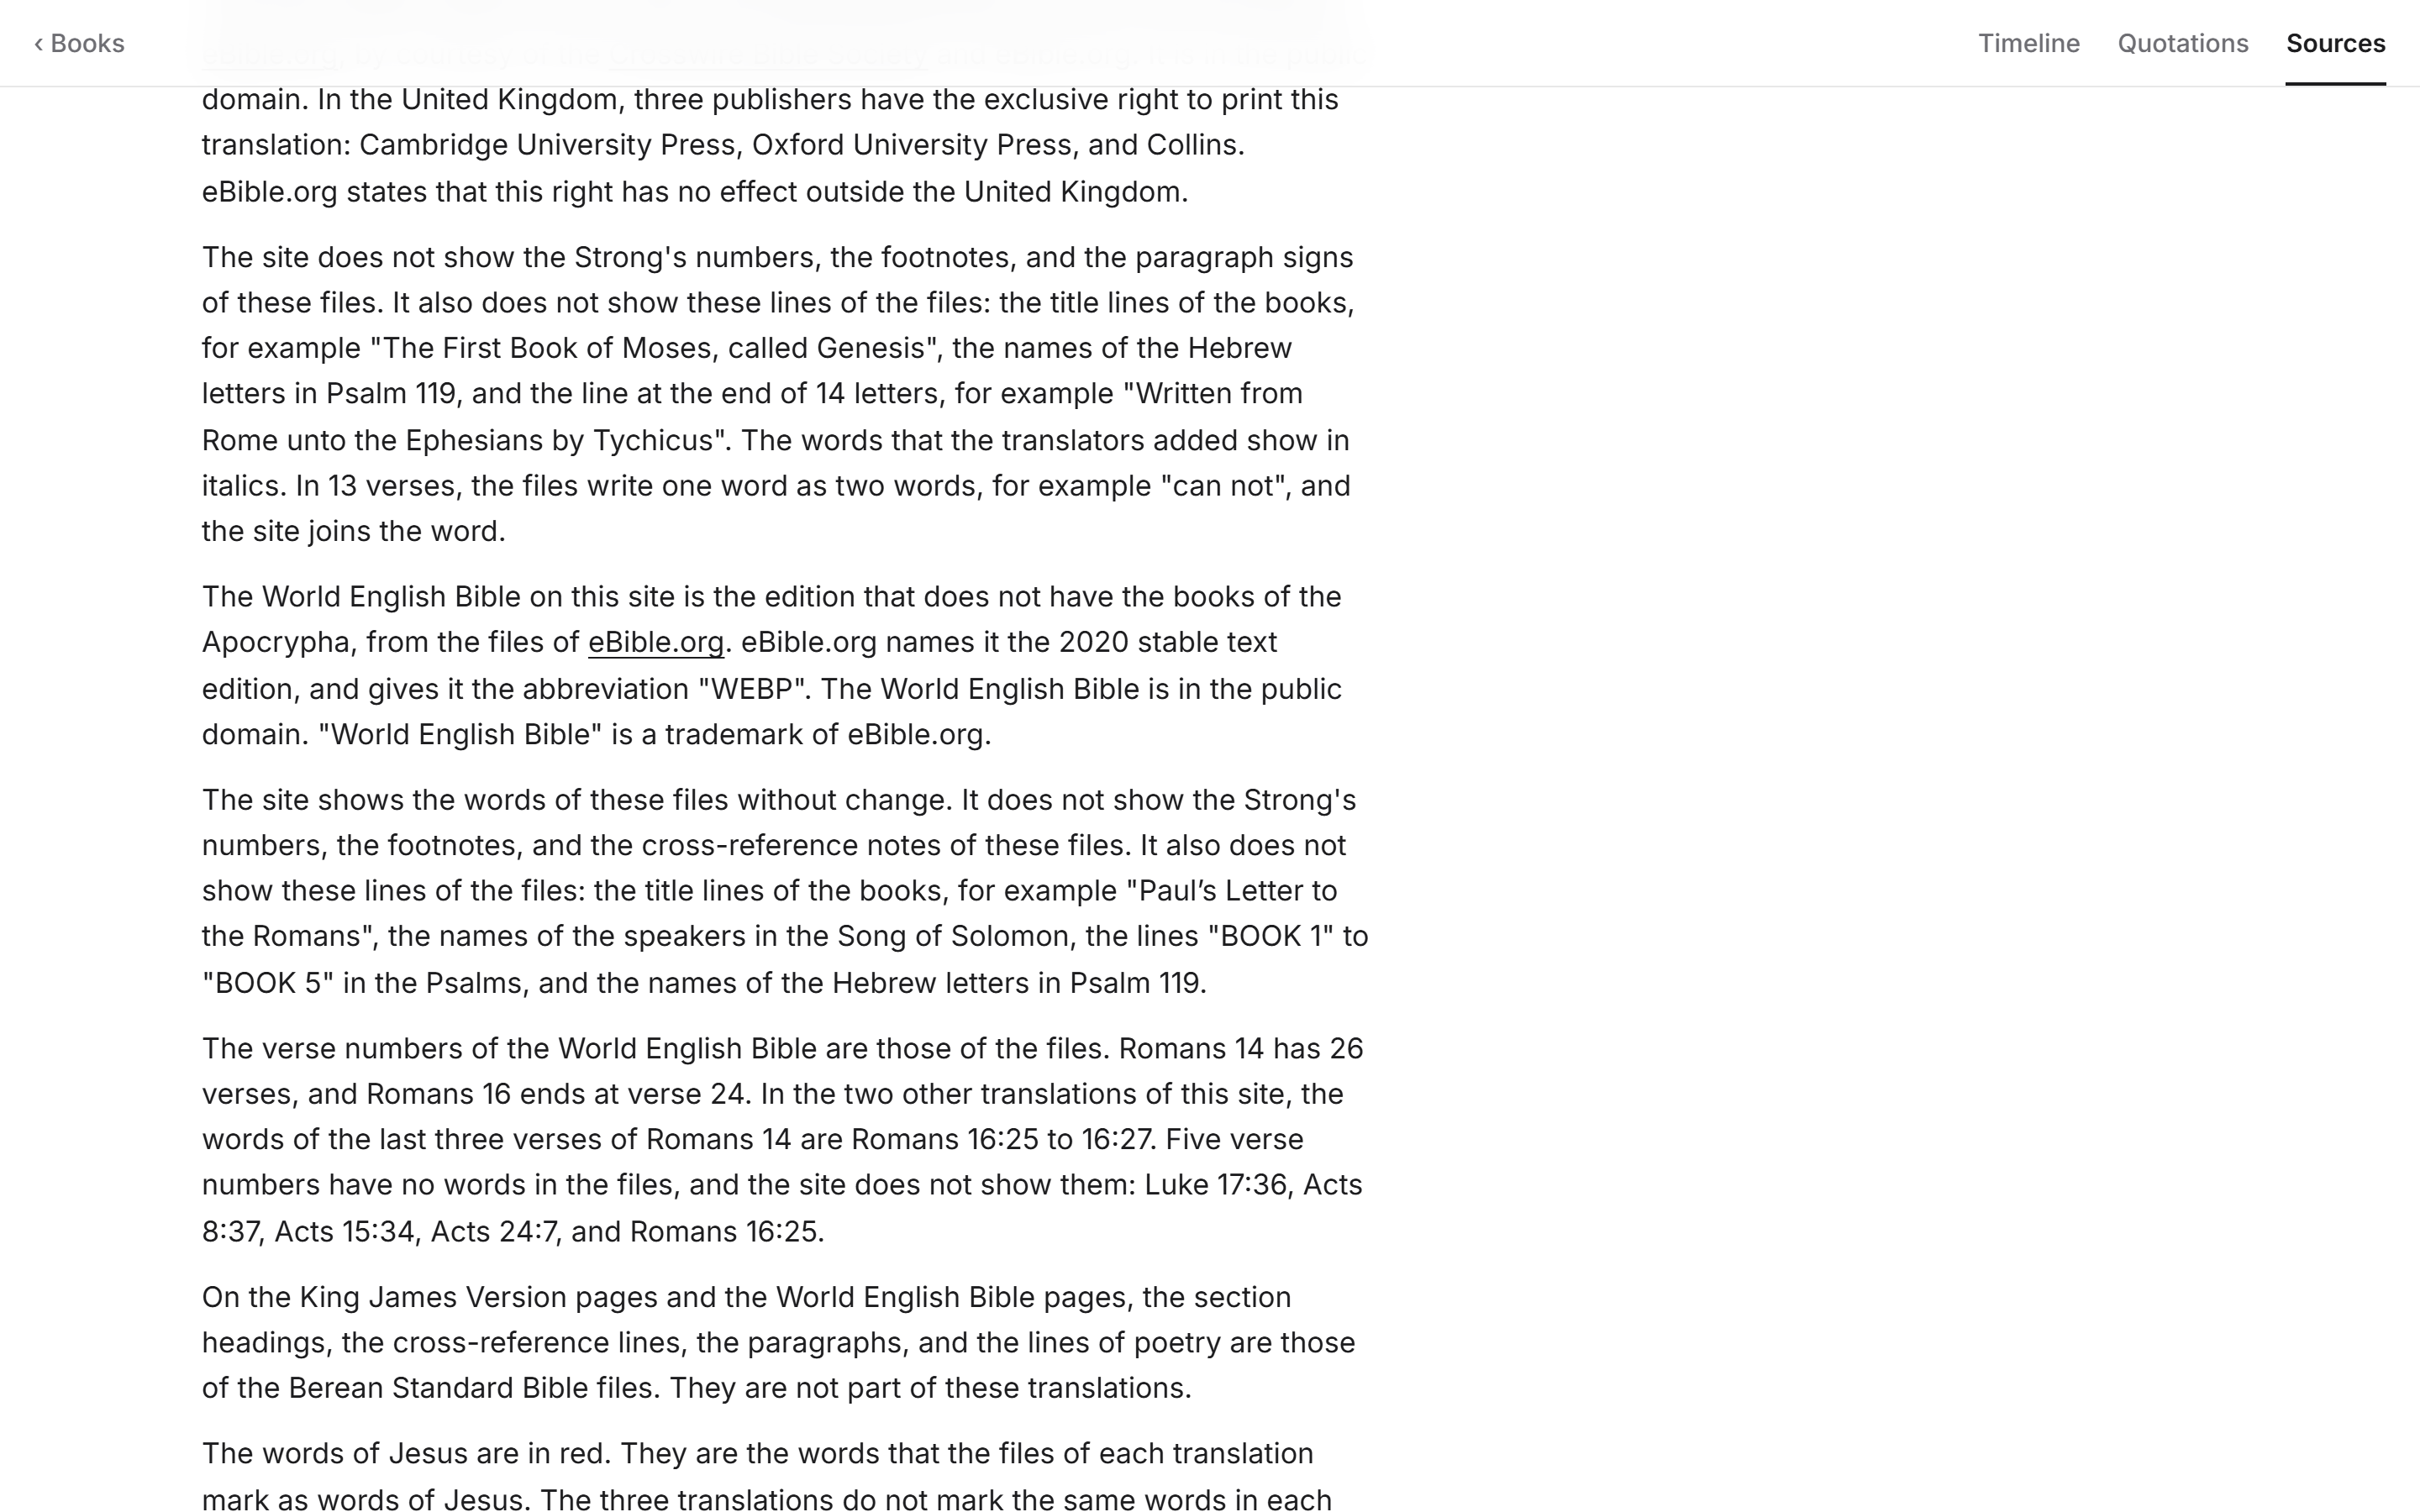 ‹ Books
Timeline
Quotations
Sources
eBible.org, by courtesy of the Crosswire Bible Society and eBible.org. It is in the public
domain. In the United Kingdom, three publishers have the exclusive right to print this
translation: Cambridge University Press, Oxford University Press, and Collins.
eBible.org states that this right has no effect outside the United Kingdom.
The site does not show the Strong's numbers, the footnotes, and the paragraph signs
of these files. It also does not show these lines of the files: the title lines of the books,
for example "The First Book of Moses, called Genesis", the names of the Hebrew
letters in Psalm 119, and the line at the end of 14 letters, for example "Written from
Rome unto the Ephesians by Tychicus". The words that the translators added show in
italics. In 13 verses, the files write one word as two words, for example "can not", and
the site joins the word.
The World English Bible on this site is the edition that does not have the books of the
Apocrypha, from the files of eBible.org. eBible.org names it the 2020 stable text
edition, and gives it the abbreviation "WEBP". The World English Bible is in the public
domain. "World English Bible" is a trademark of eBible.org.
The site shows the words of these files without change. It does not show the Strong's
numbers, the footnotes, and the cross-reference notes of these files. It also does not
show these lines of the files: the title lines of the books, for example "Paul’s Letter to
the Romans", the names of the speakers in the Song of Solomon, the lines "BOOK 1" to
"BOOK 5" in the Psalms, and the names of the Hebrew letters in Psalm 119.
The verse numbers of the World English Bible are those of the files. Romans 14 has 26
verses, and Romans 16 ends at verse 24. In the two other translations of this site, the
words of the last three verses of Romans 14 are Romans 16:25 to 16:27. Five verse
numbers have no words in the files, and the site does not show them: Luke 17:36, Acts
8:37, Acts 15:34, Acts 24:7, and Romans 16:25.
On the King James Version pages and the World English Bible pages, the section
headings, the cross-reference lines, the paragraphs, and the lines of poetry are those
of the Berean Standard Bible files. They are not part of these translations.
The words of Jesus are in red. They are the words that the files of each translation
mark as words of Jesus. The three translations do not mark the same words in each